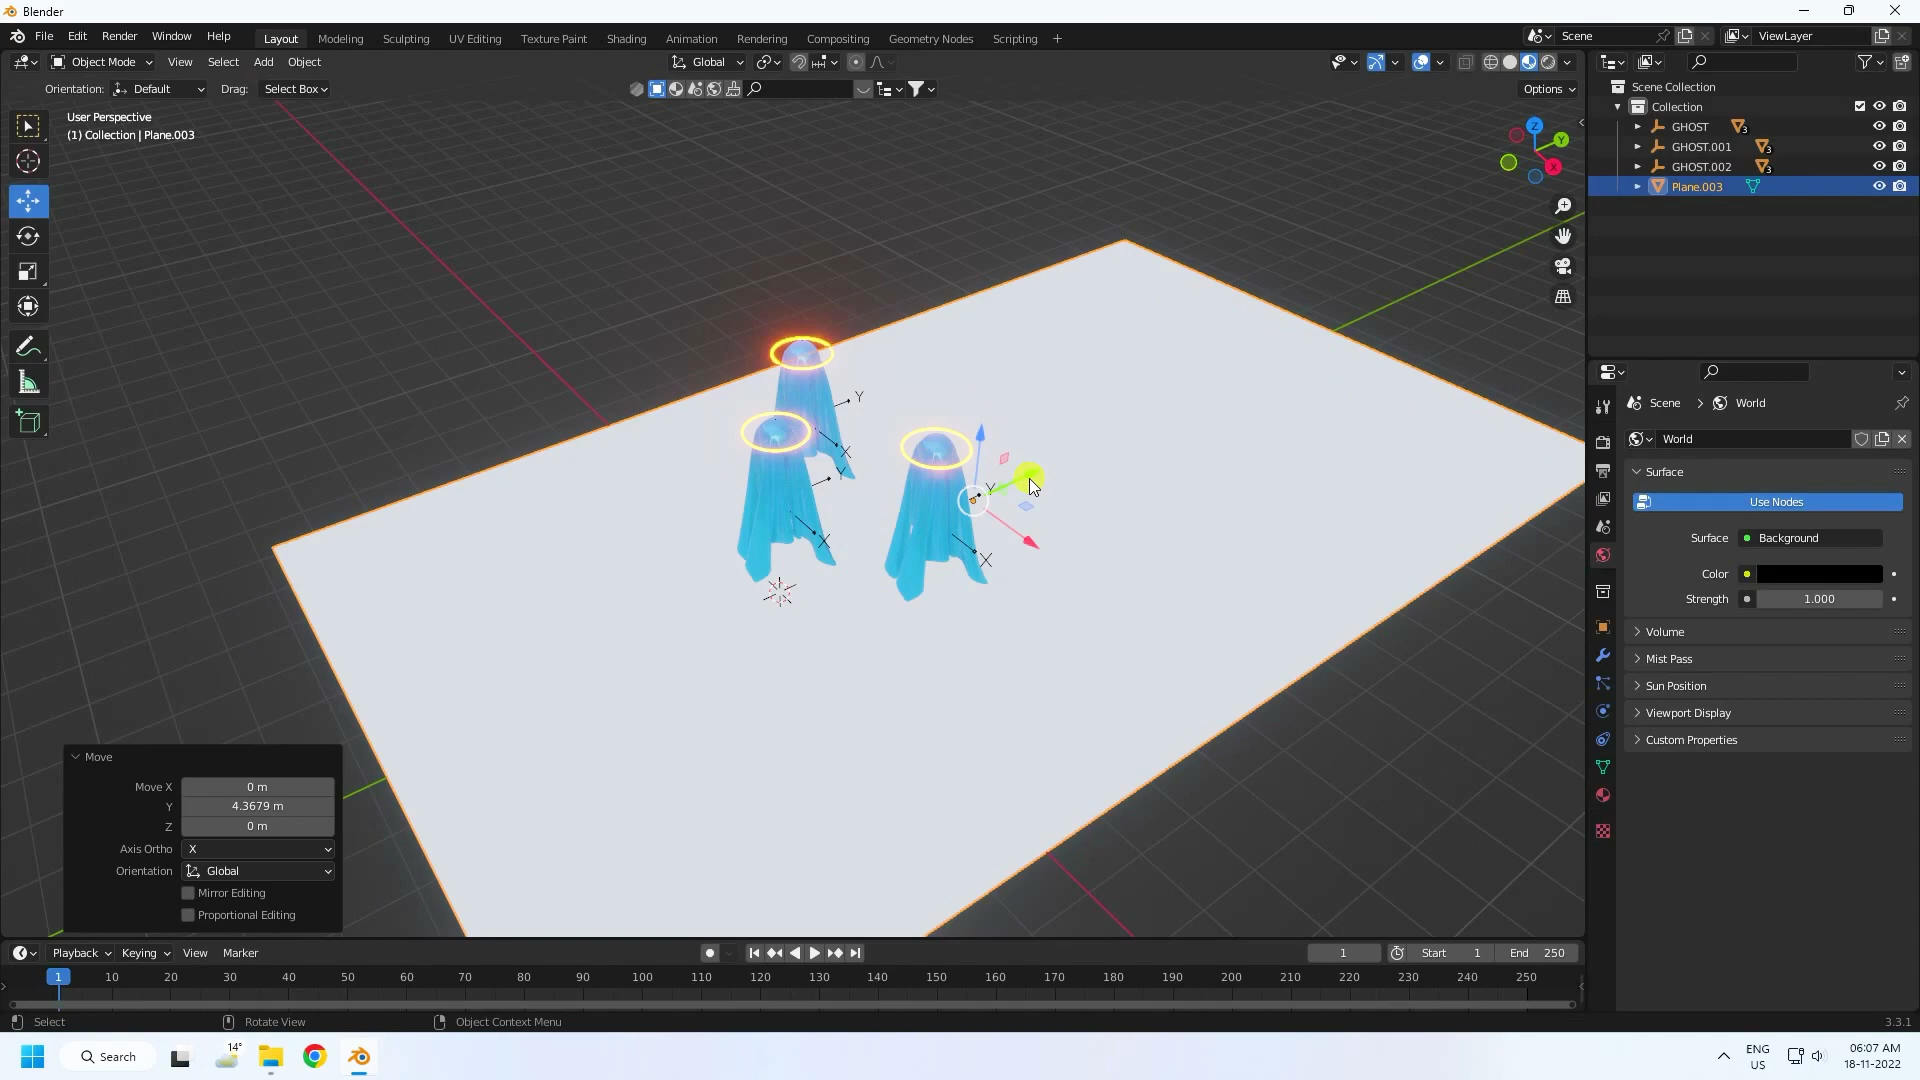 Blender
File Edit Render Window Help
Layout Modeling Sculpting UV Editing Texture Paint Shading Animation Rendering Compositing Geometry Nodes Scripting +
Scene
ViewLayer
Object Mode View Select Add Object
Global
Orientation: Default Drag: Select Box
Options
User Perspective
(1) Collection | Plane.003
Z
Y
X
Y
X
Y
X
Y
X
Scene Collection
Collection
GHOST 3
GHOST.001 3
GHOST.002 3
Plane.003
Scene > World
World
Surface
Use Nodes
Surface Background
Color
Strength 1.000
Volume
Mist Pass
Sun Position
Viewport Display
Custom Properties
Move
Move X 0 m
Y 4.3679 m
Z 0 m
Axis Ortho X
Orientation Global
Mirror Editing
Proportional Editing
Playback Keying View Marker
1 Start 1 End 250
1 10 20 30 40 50 60 70 80 90 100 110 120 130 140 150 160 170 180 190 200 210 220 230 240 250
Select Rotate View Object Context Menu
3.3.1
Search
14°
ENG
US
06:07 AM
18-11-2022